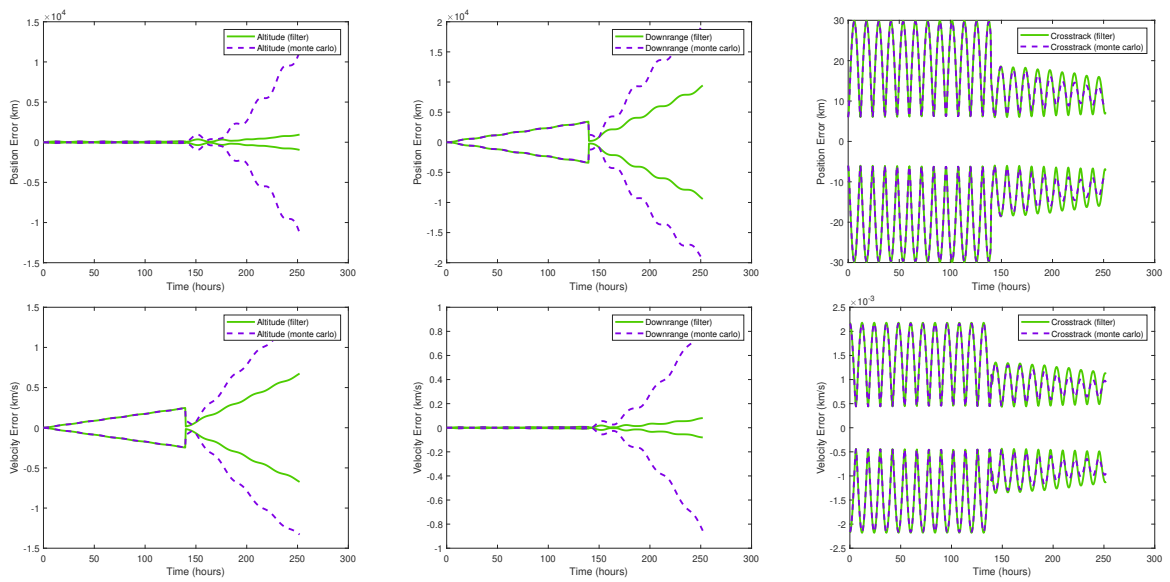 ×10⁴
1.5
1
0.5
0
-0.5
-1
-1.5
0 50 100 150 200 250 300
Time (hours)
Position Error (km)
Altitude (filter)
Altitude (monte carlo)
×10⁴
2
1.5
1
0.5
0
-0.5
-1
-1.5
-2
0 50 100 150 200 250 300
Time (hours)
Position Error (km)
Downrange (filter)
Downrange (monte carlo)
30
20
10
0
-10
-20
-30
0 50 100 150 200 250 300
Time (hours)
Position Error (km)
Crosstrack (filter)
Crosstrack (monte carlo)
1.5
1
0.5
0
-0.5
-1
-1.5
0 50 100 150 200 250 300
Time (hours)
Velocity Error (km/s)
Altitude (filter)
Altitude (monte carlo)
1
0.8
0.6
0.4
0.2
0
-0.2
-0.4
-0.6
-0.8
-1
0 50 100 150 200 250 300
Time (hours)
Velocity Error (km/s)
Downrange (filter)
Downrange (monte carlo)
×10⁻³
2.5
2
1.5
1
0.5
0
-0.5
-1
-1.5
-2
-2.5
0 50 100 150 200 250 300
Time (hours)
Velocity Error (km/s)
Crosstrack (filter)
Crosstrack (monte carlo)